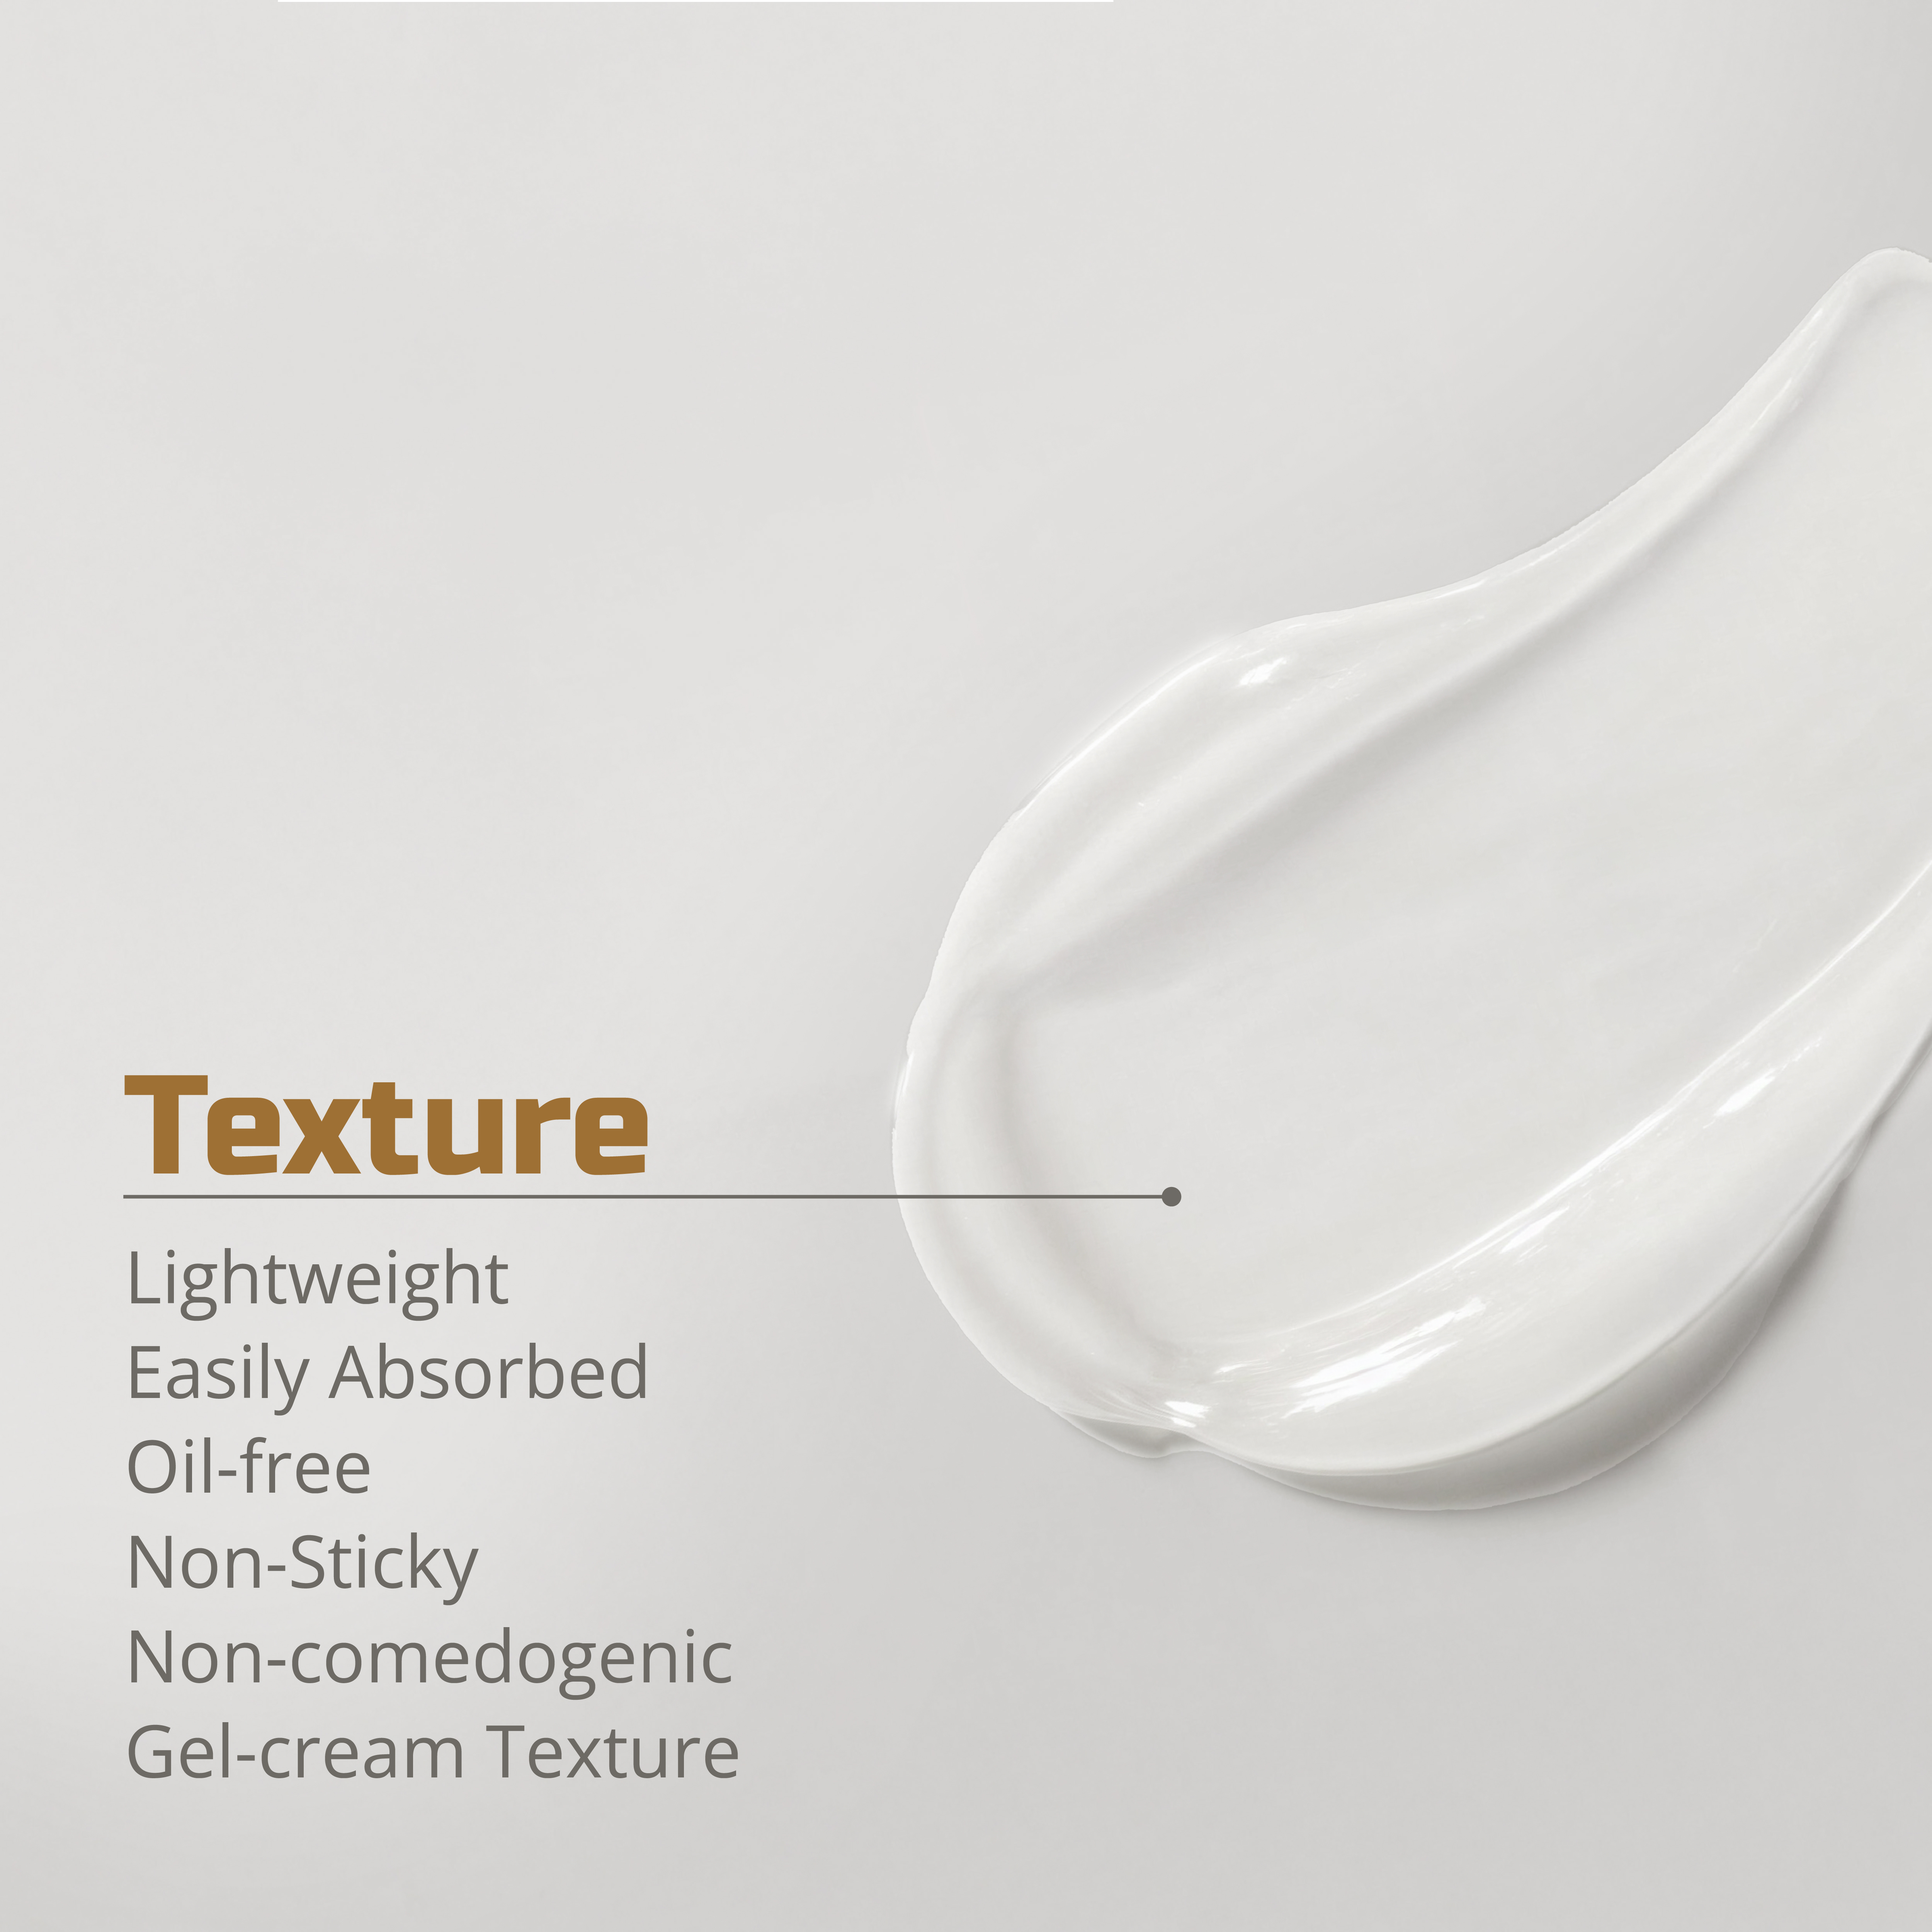 Texture
Lightweight
Easily Absorbed
Oil-free
Non-Sticky
Non-comedogenic
Gel-cream Texture